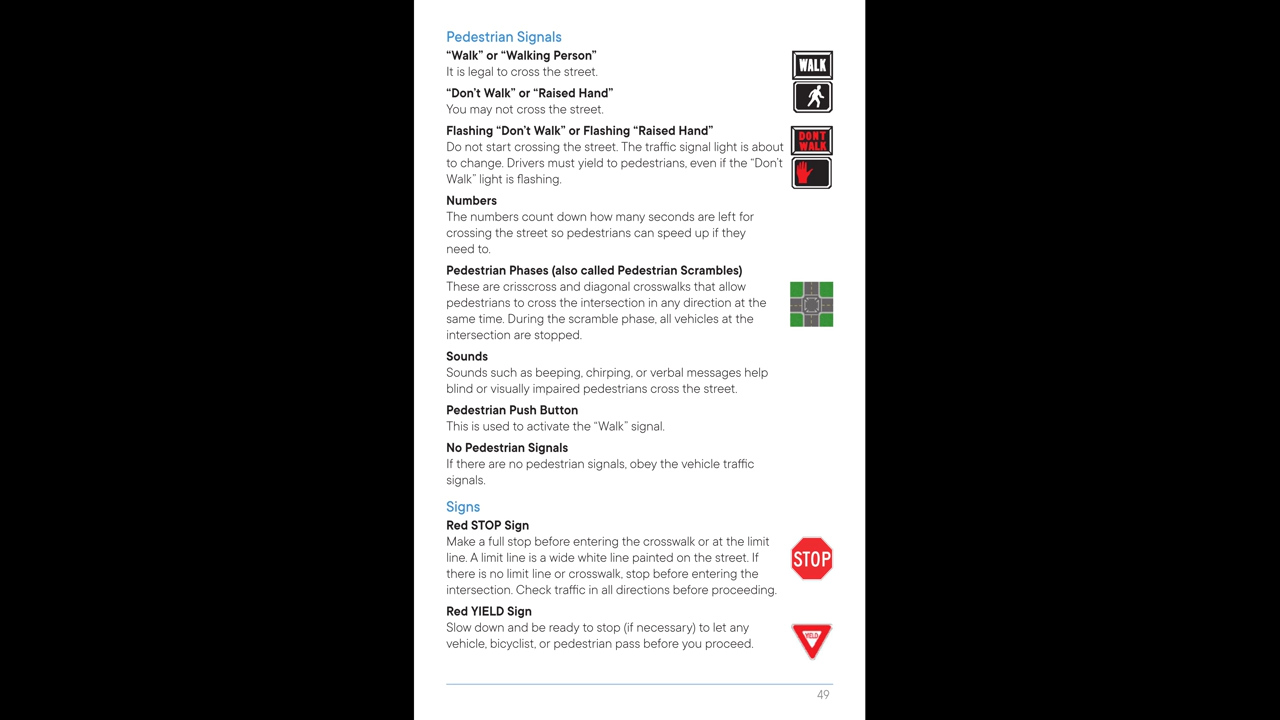 Pedestrian Signals
“Walk” or “Walking Person”
It is legal to cross the street.
WALK
“Don’t Walk” or “Raised Hand”
You may not cross the street.
Flashing “Don’t Walk” or Flashing “Raised Hand”
Do not start crossing the street. The traffic signal light is about
to change. Drivers must yield to pedestrians, even if the “Don’t
Walk” light is flashing.
DONT
WALK
Numbers
The numbers count down how many seconds are left for
crossing the street so pedestrians can speed up if they
need to.
Pedestrian Phases (also called Pedestrian Scrambles)
These are crisscross and diagonal crosswalks that allow
pedestrians to cross the intersection in any direction at the
same time. During the scramble phase, all vehicles at the
intersection are stopped.
Sounds
Sounds such as beeping, chirping, or verbal messages help
blind or visually impaired pedestrians cross the street.
Pedestrian Push Button
This is used to activate the “Walk” signal.
No Pedestrian Signals
If there are no pedestrian signals, obey the vehicle traffic
signals.
Signs
Red STOP Sign
Make a full stop before entering the crosswalk or at the limit
line. A limit line is a wide white line painted on the street. If
there is no limit line or crosswalk, stop before entering the
intersection. Check traffic in all directions before proceeding.
STOP
Red YIELD Sign
Slow down and be ready to stop (if necessary) to let any
vehicle, bicyclist, or pedestrian pass before you proceed.
YIELD
49